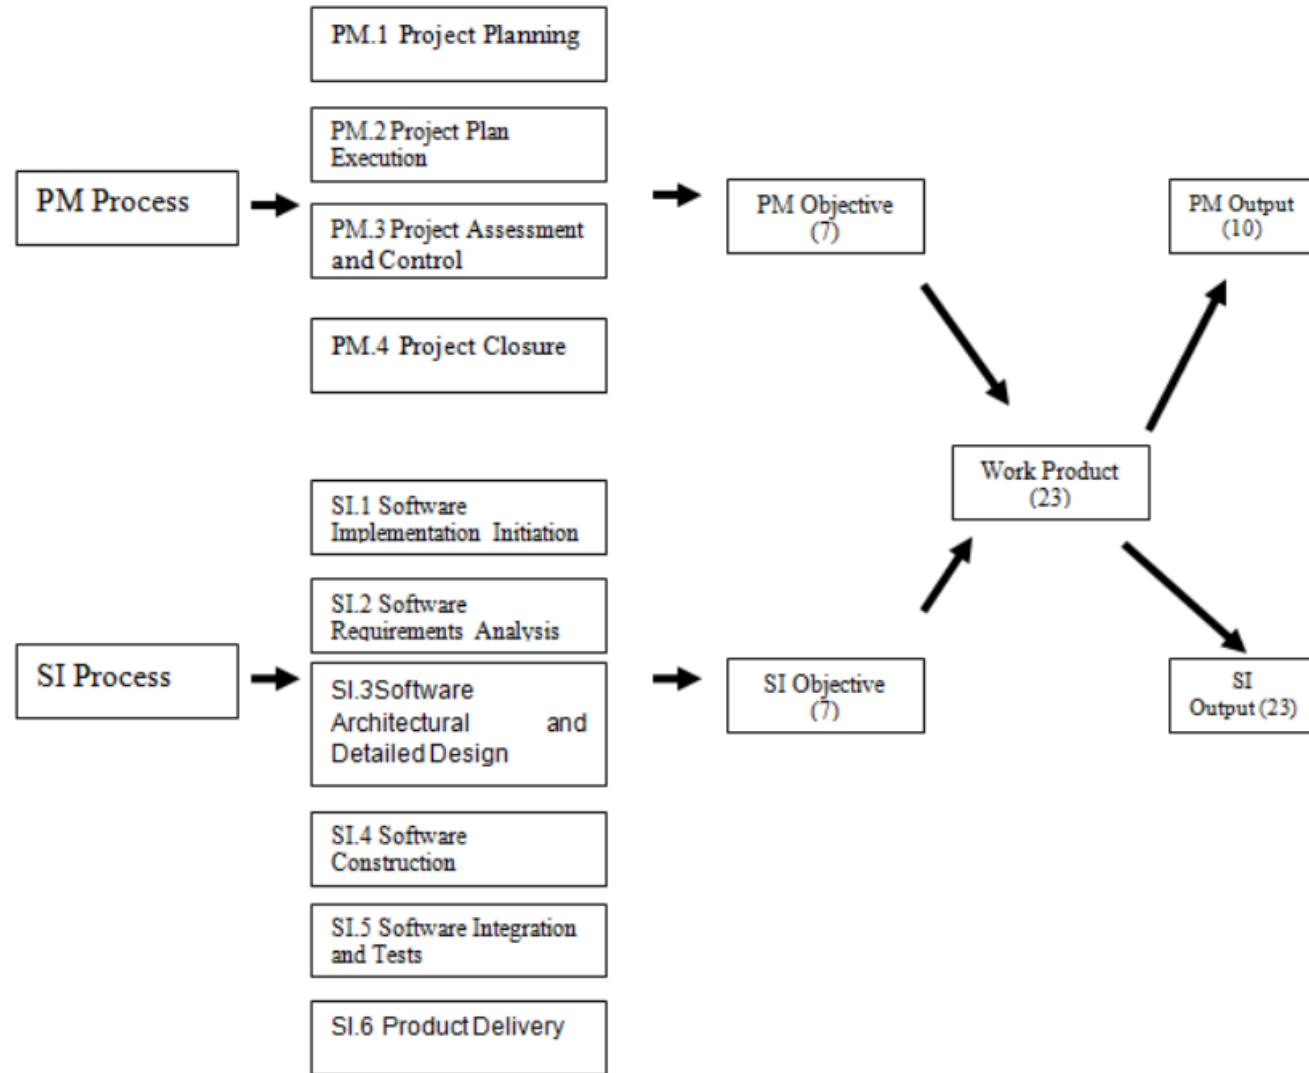 PM.1 Project Planning
PM.2 Project Plan
Execution
PM Process
PM.3 Project Assessment
and Control
PM.4 Project Closure
PM Objective
(7)
PM Output
(10)
Work Product
(23)
SI.1 Software
Implementation Initiation
SI.2 Software
Requirements Analysis
SI Process
SI.3Software
Architectural and
Detailed Design
SI.4 Software
Construction
SI.5 Software Integration
and Tests
SI.6 Product Delivery
SI Objective
(7)
SI
Output (23)